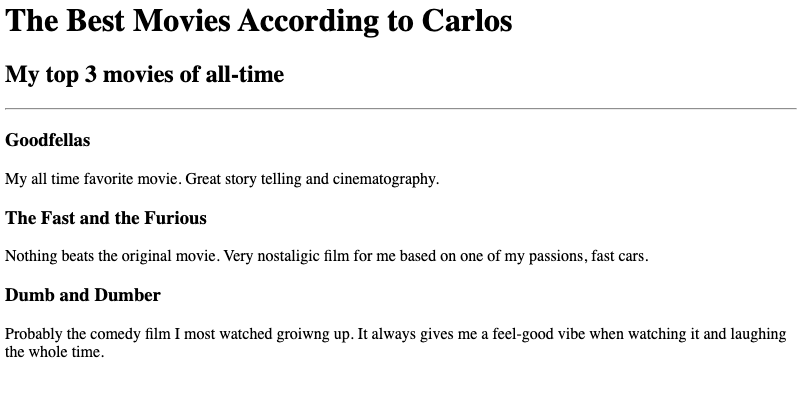 The Best Movies According to Carlos
My top 3 movies of all-time
Goodfellas
My all time favorite movie. Great story telling and cinematography.
The Fast and the Furious
Nothing beats the original movie. Very nostaligic film for me based on one of my passions, fast cars.
Dumb and Dumber
Probably the comedy film I most watched groiwng up. It always gives me a feel-good vibe when watching it and laughing
the whole time.